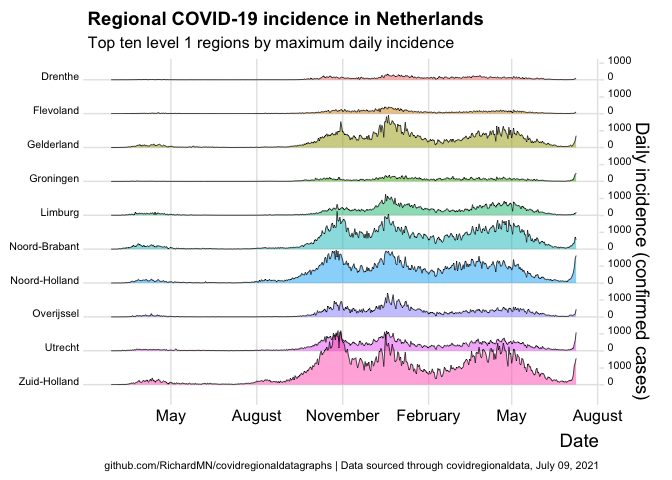 Regional COVID-19 incidence in Netherlands
Top ten level 1 regions by maximum daily incidence
Drenthe
1000
0
Flevoland
1000
0
Gelderland
1000
0
Groningen
1000
0
Limburg
1000
0
Noord-Brabant
1000
0
Noord-Holland
1000
0
Overijssel
1000
0
Utrecht
1000
0
Zuid-Holland
1000
0
Daily incidence (confirmed cases)
May August November February May August
Date
github.com/RichardMN/covidregionaldatagraphs | Data sourced through covidregionaldata, July 09, 2021